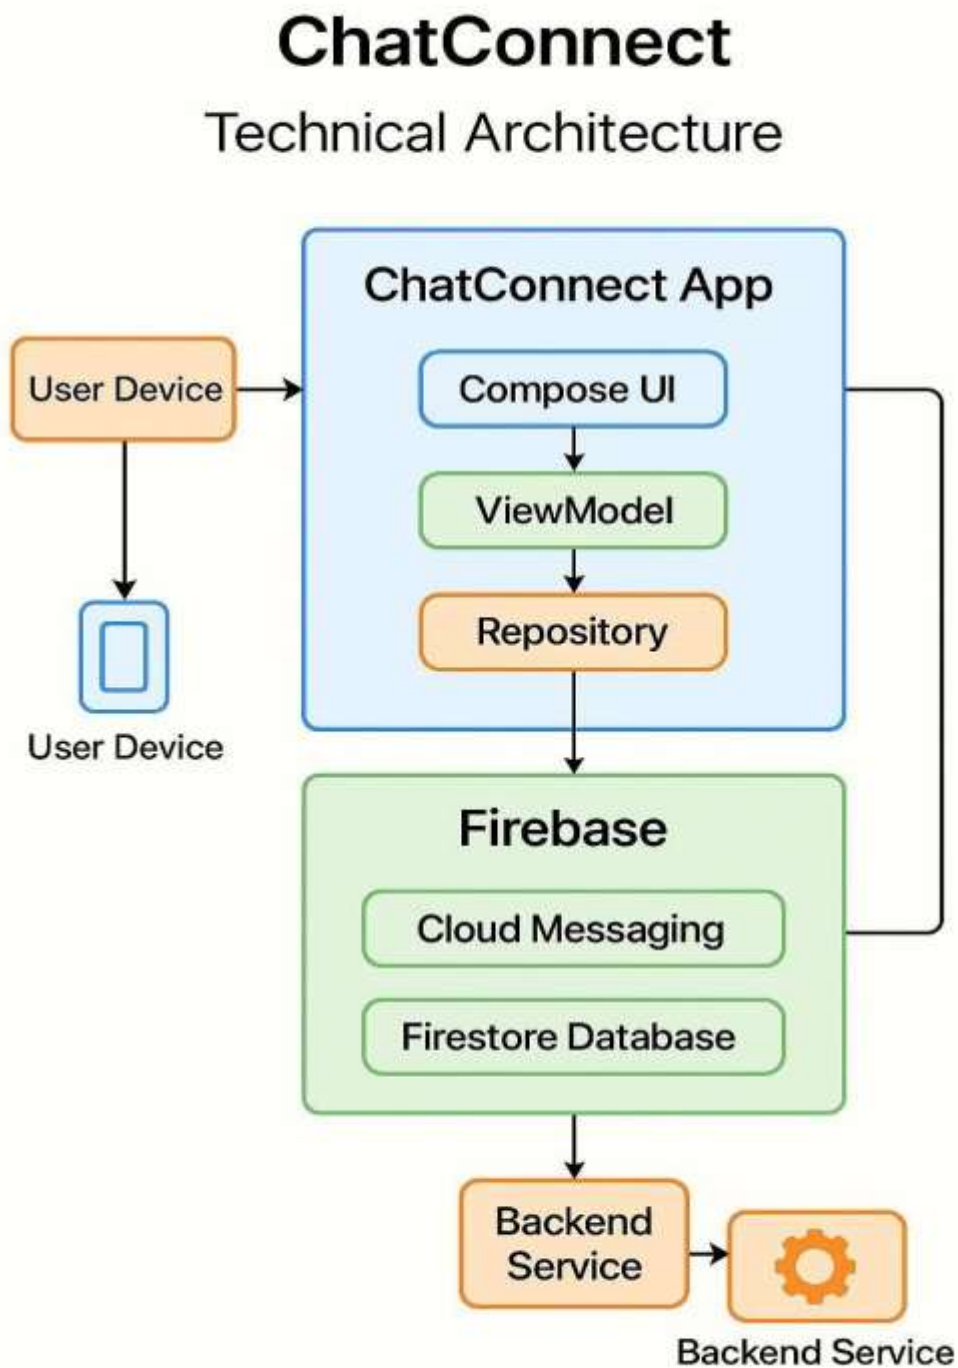 ChatConnect
Technical Architecture
ChatConnect App
User Device
Compose UI
ViewModel
Repository
User Device
Firebase
Cloud Messaging
Firestore Database
Backend
Service
Backend Service